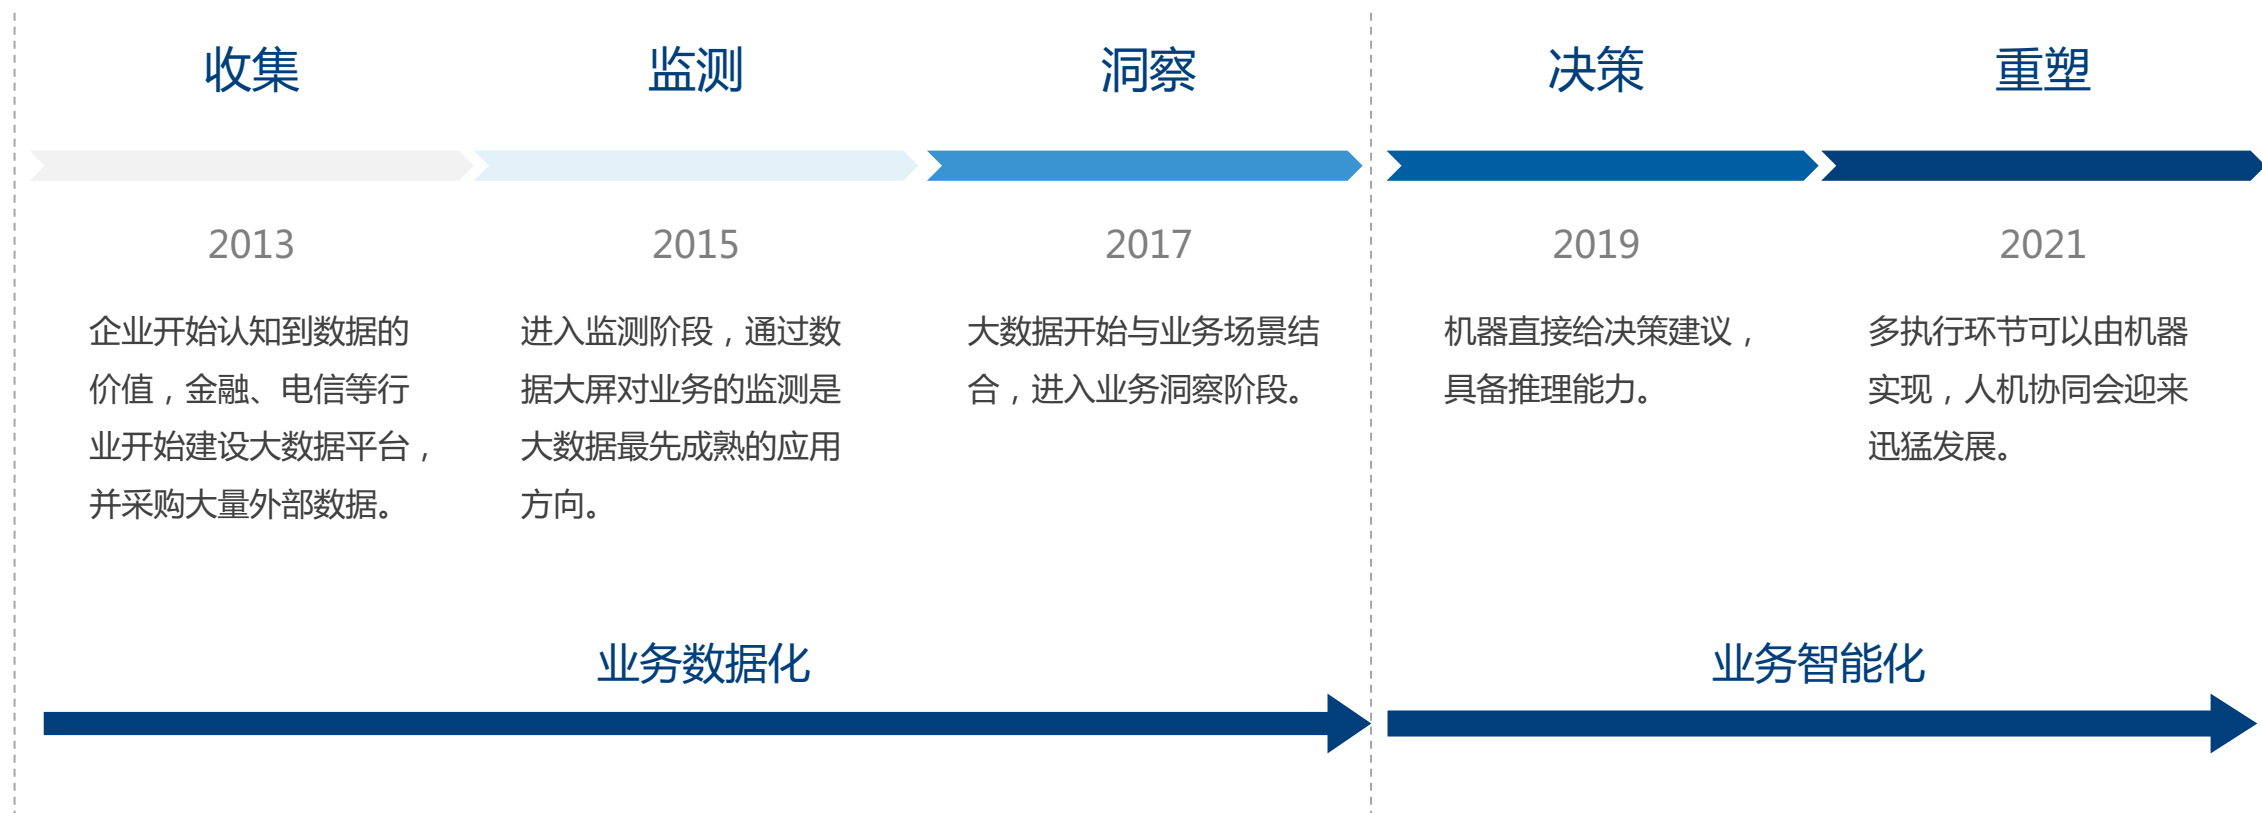 收集
监测
洞察
决策
重塑
2013
2015
2017
2019
2021
企业开始认知到数据的
价值，金融、电信等行
业开始建设大数据平台，
并采购大量外部数据。
进入监测阶段，通过数
据大屏对业务的监测是
大数据最先成熟的应用
方向。
大数据开始与业务场景结
合，进入业务洞察阶段。
机器直接给决策建议，
具备推理能力。
多执行环节可以由机器
实现，人机协同会迎来
迅猛发展。
业务数据化
业务智能化